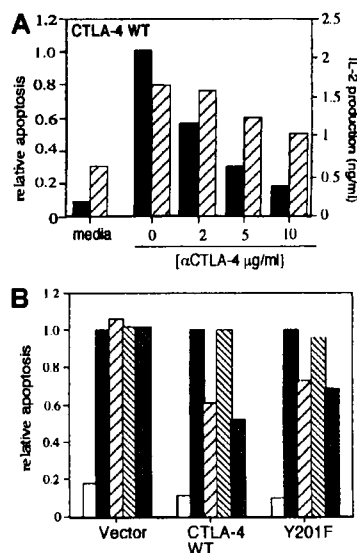 A
CTLA-4 WT
relative apoptosis
1.2
1.0
0.8
0.6
0.4
0.2
0
2.5
2
1.5
1
0.5
0
IL-2 production (ng/ml)
media
0
2
5
10
[αCTLA-4 μg/ml]
B
relative apoptosis
1.2
1.0
0.8
0.6
0.4
0.2
0
Vector
CTLA-4 WT
Y201F